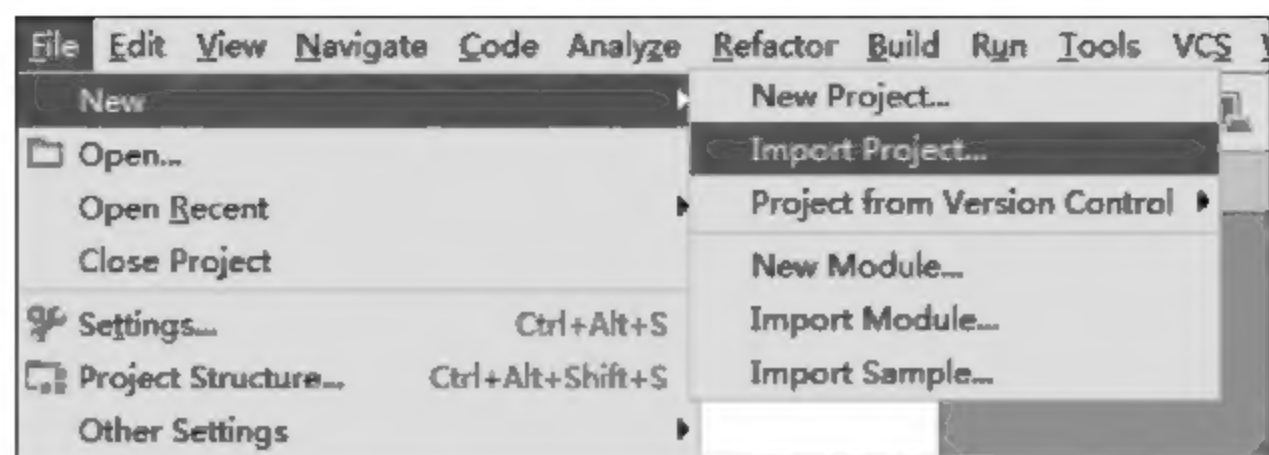 File Edit View Navigate Code Analyze Refactor Build Run Tools VCS
New
New Project...
Open...
Import Project...
Open Recent
Project from Version Control
Close Project
New Module...
Settings... Ctrl+Alt+S
Import Module...
Project Structure... Ctrl+Alt+Shift+S
Import Sample...
Other Settings